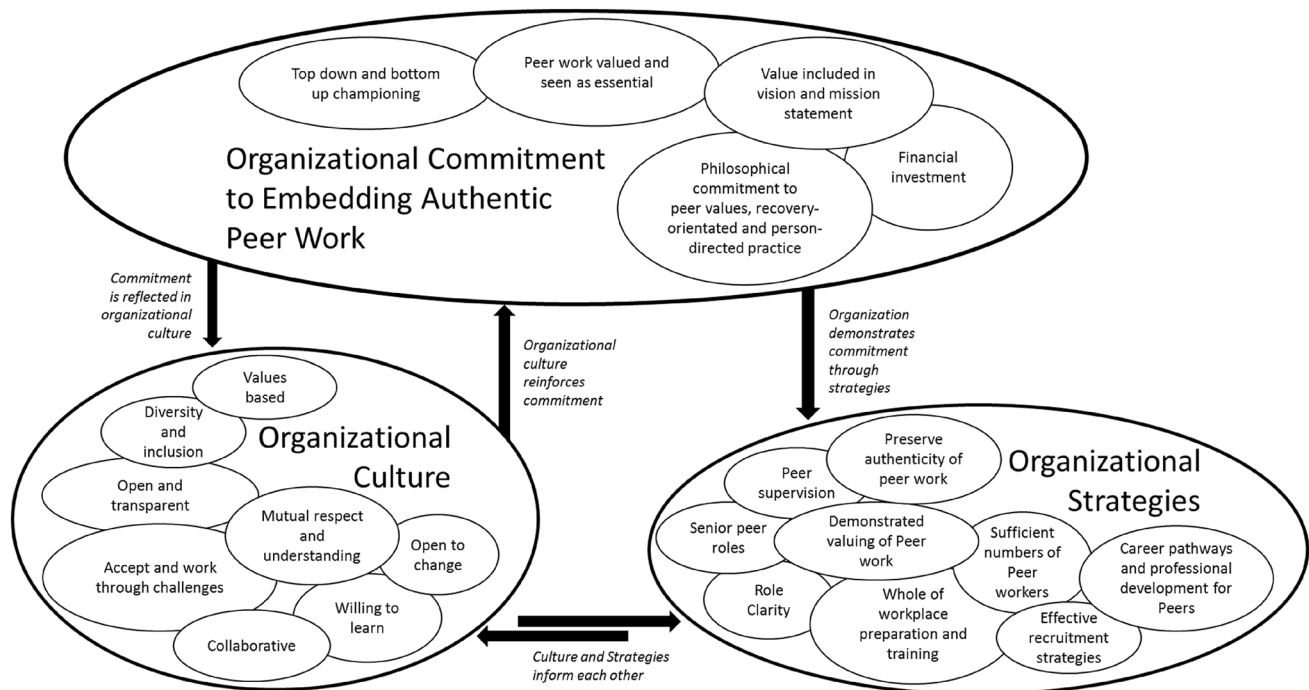 Top down and bottom
up championing
Peer work valued and
seen as essential
Value included in
vision and mission
statement
Financial
investment
Philosophical
commitment to
peer values, recovery-
orientated and person-
directed practice
Organizational Commitment
to Embedding Authentic
Peer Work
Commitment
is reflected in
organizational
culture
Organizational
culture
reinforces
commitment
Organization
demonstrates
commitment
through
strategies
Organizational
Culture
Values
based
Diversity
and
inclusion
Open and
transparent
Mutual respect
and
understanding
Open to
change
Accept and work
through challenges
Willing to
learn
Collaborative
Organizational
Strategies
Preserve
authenticity of
peer work
Peer
supervision
Senior peer
roles
Demonstrated
valuing of Peer
work
Sufficient
numbers of
Peer
workers
Career pathways
and professional
development for
Peers
Role
Clarity
Whole of
workplace
preparation and
training
Effective
recruitment
strategies
Culture and Strategies
inform each other